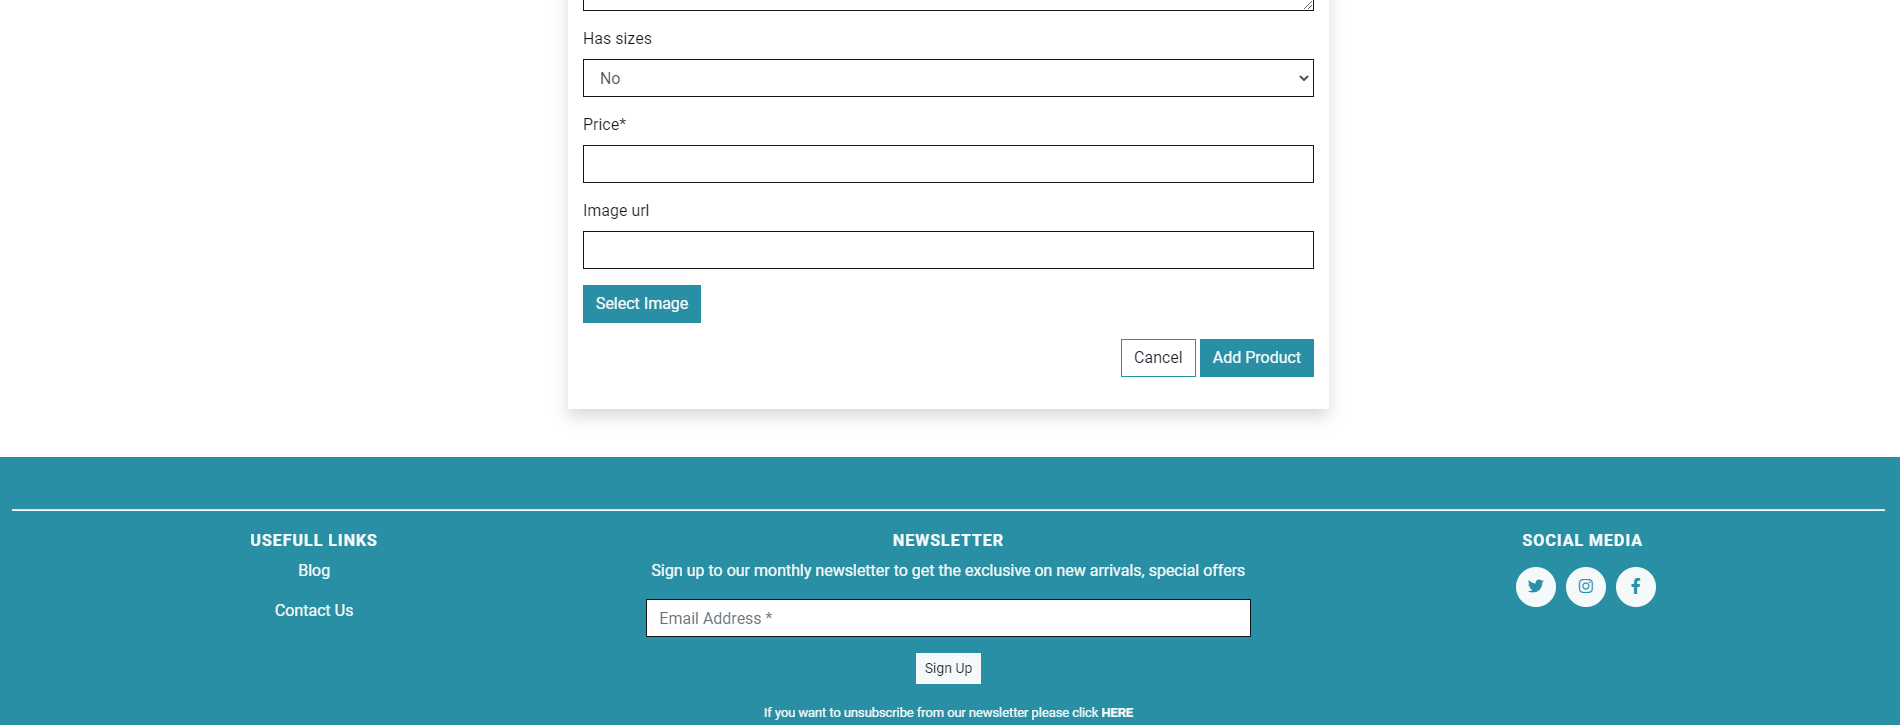 Has sizes
No
Price*
Image url
Select Image
Cancel Add Product
USEFULL LINKS
Blog
Contact Us
NEWSLETTER
Sign up to our monthly newsletter to get the exclusive on new arrivals, special offers
Email Address *
Sign Up
If you want to unsubscribe from our newsletter please click HERE
SOCIAL MEDIA